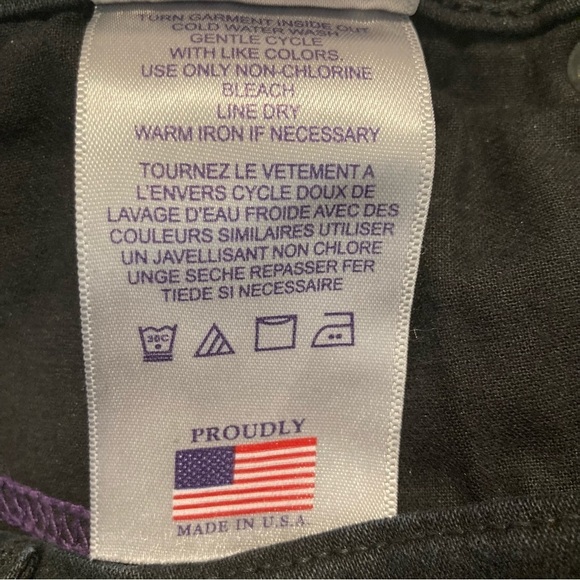 TURN GARMENT INSIDE OUT
COLD WATER WASH
GENTLE CYCLE
WITH LIKE COLORS,
USE ONLY NON-CHLORINE
BLEACH
LINE DRY
WARM IRON IF NECESSARY
TOURNEZ LE VETEMENT A
L'ENVERS CYCLE DOUX DE
LAVAGE D'EAU FROIDE AVEC DES
COULEURS SIMILAIRES UTILISER
UN JAVELLISANT NON CHLORE
UNGE SECHE REPASSER FER
TIEDE SI NECESSAIRE
30C
PROUDLY
MADE IN U.S.A.